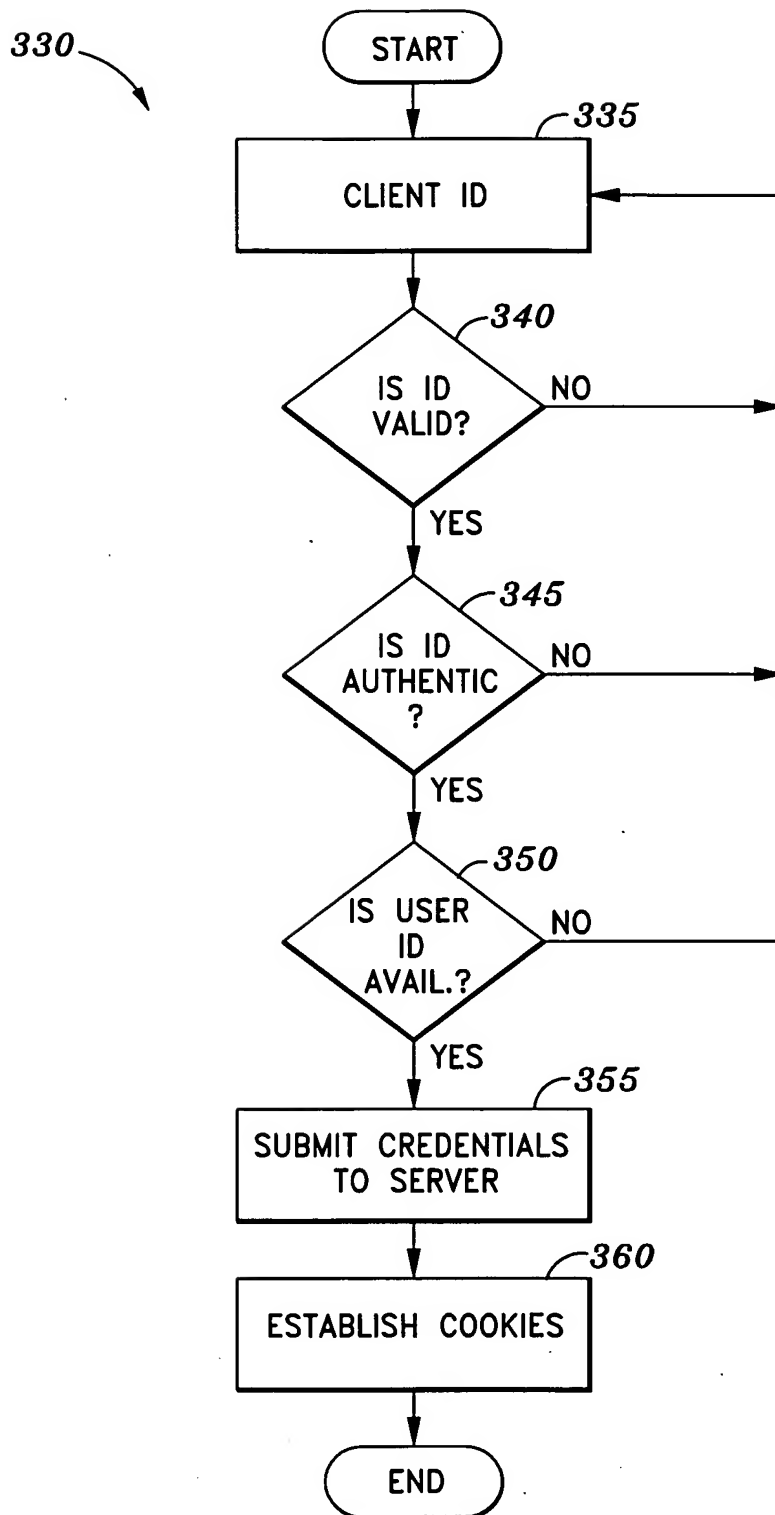 330
START
335
CLIENT ID
340
IS ID
VALID?
NO
YES
345
IS ID
AUTHENTIC
?
NO
YES
350
IS USER
ID
AVAIL.?
NO
YES
355
SUBMIT CREDENTIALS
TO SERVER
360
ESTABLISH COOKIES
END